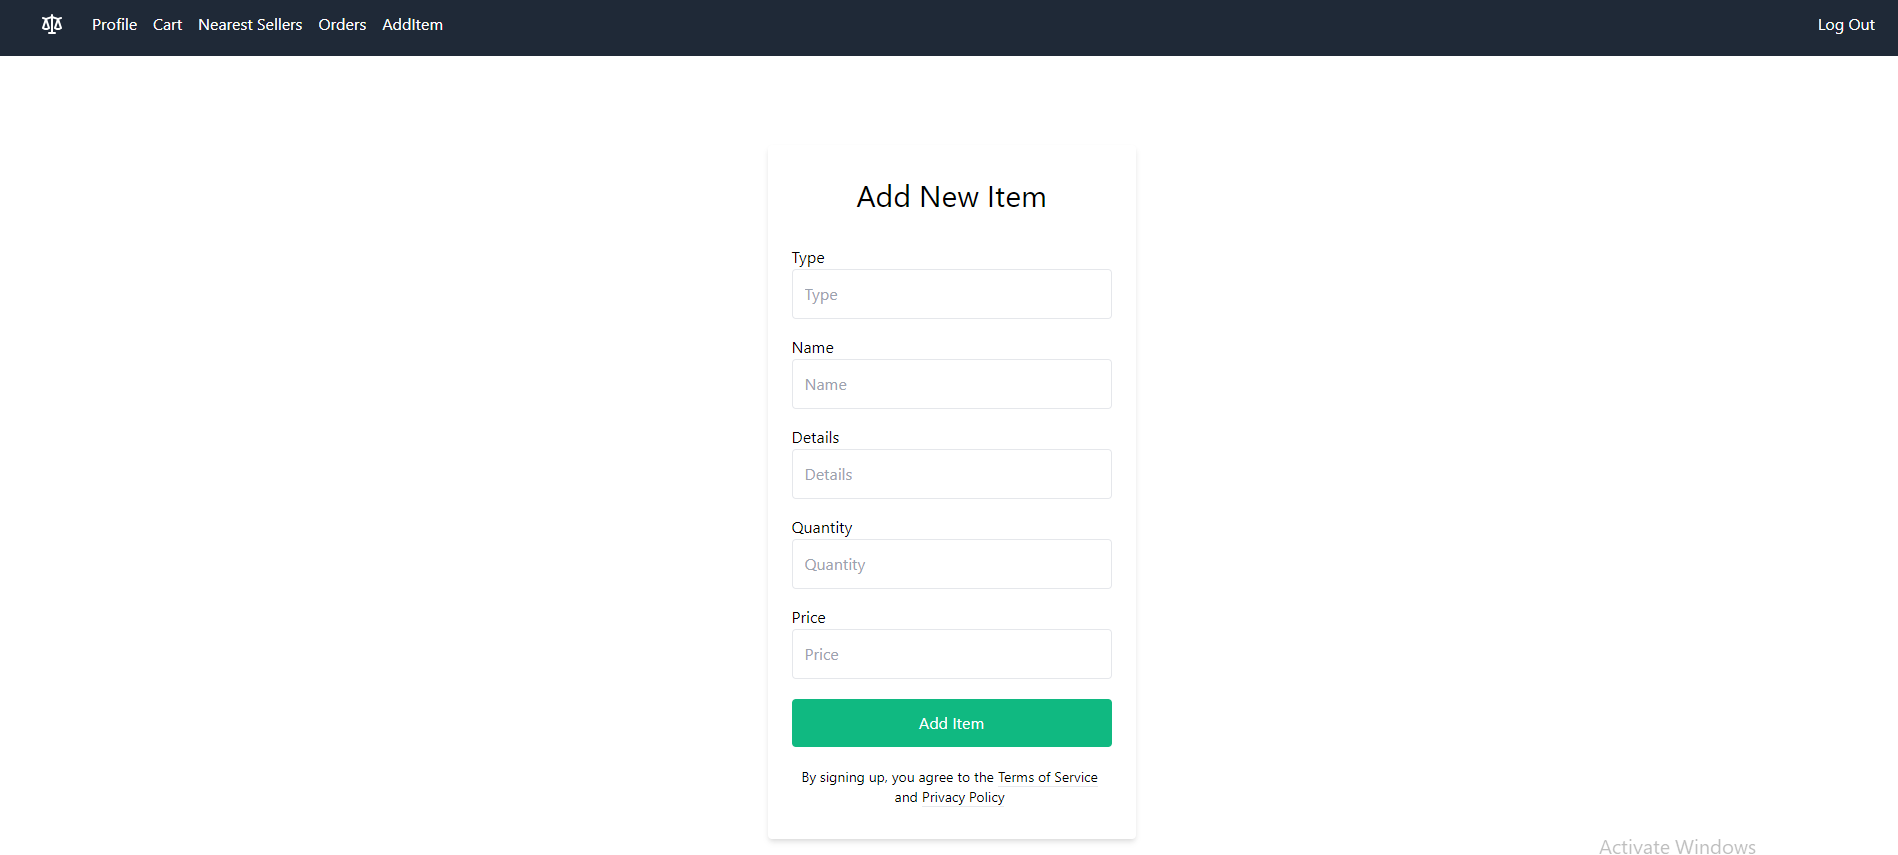 Profile Cart Nearest Sellers Orders AddItem Log Out
Add New Item
Type
Type
Name
Name
Details
Details
Quantity
Quantity
Price
Price
Add Item
By signing up, you agree to the Terms of Service
and Privacy Policy
Activate Windows